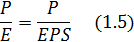 P/E = P/EPS (1.5)